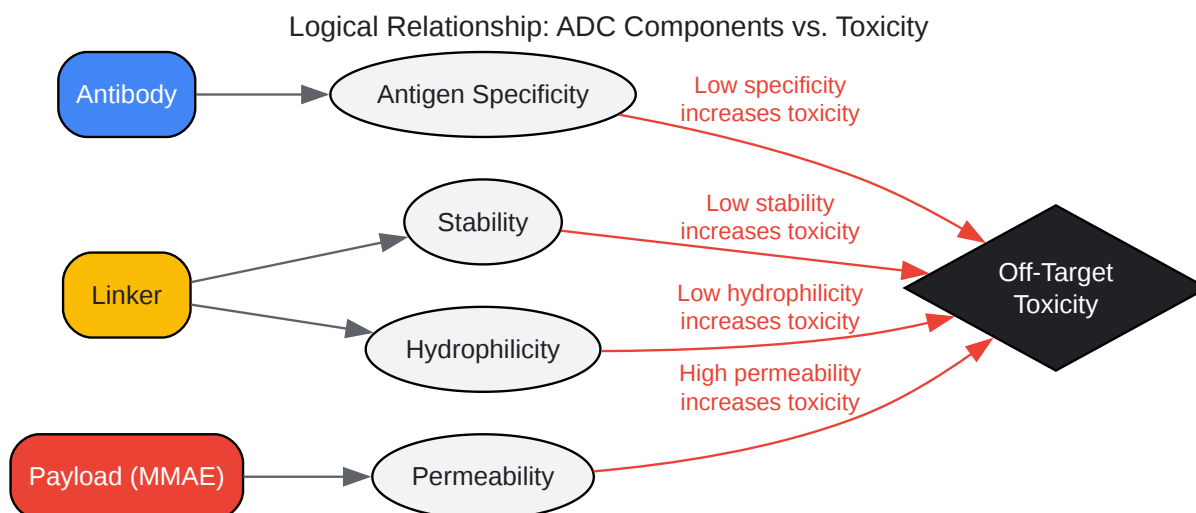 Logical Relationship: ADC Components vs. Toxicity
Antibody
Antigen Specificity
Low specificity
increases toxicity
Linker
Stability
Low stability
increases toxicity
Hydrophilicity
Low hydrophilicity
increases toxicity
Payload (MMAE)
Permeability
High permeability
increases toxicity
Off-Target
Toxicity